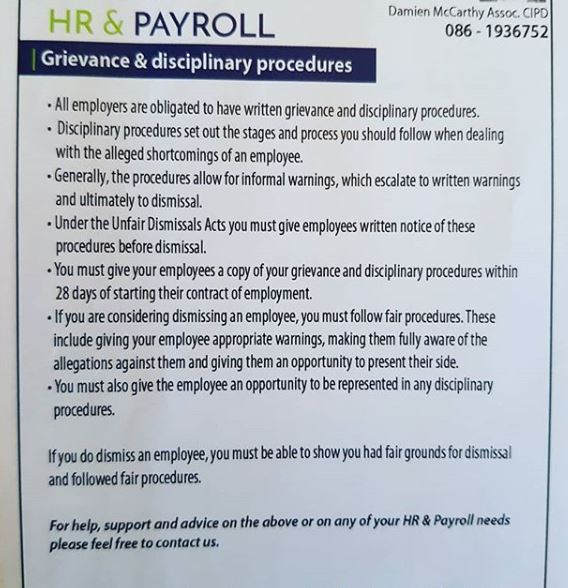 HR & PAYROLL
Damien McCarthy Assoc. CIPD
086 - 1936752
Grievance & disciplinary procedures
• All employers are obligated to have written grievance and disciplinary procedures.
• Disciplinary procedures set out the stages and process you should follow when dealing
with the alleged shortcomings of an employee.
• Generally, the procedures allow for informal warnings, which escalate to written warnings
and ultimately to dismissal.
• Under the Unfair Dismissals Acts you must give employees written notice of these
procedures before dismissal.
• You must give your employees a copy of your grievance and disciplinary procedures within
28 days of starting their contract of employment.
• If you are considering dismissing an employee, you must follow fair procedures. These
include giving your employee appropriate warnings, making them fully aware of the
allegations against them and giving them an opportunity to present their side.
• You must also give the employee an opportunity to be represented in any disciplinary
procedures.
If you do dismiss an employee, you must be able to show you had fair grounds for dismissal
and followed fair procedures.
For help, support and advice on the above or on any of your HR & Payroll needs
please feel free to contact us.